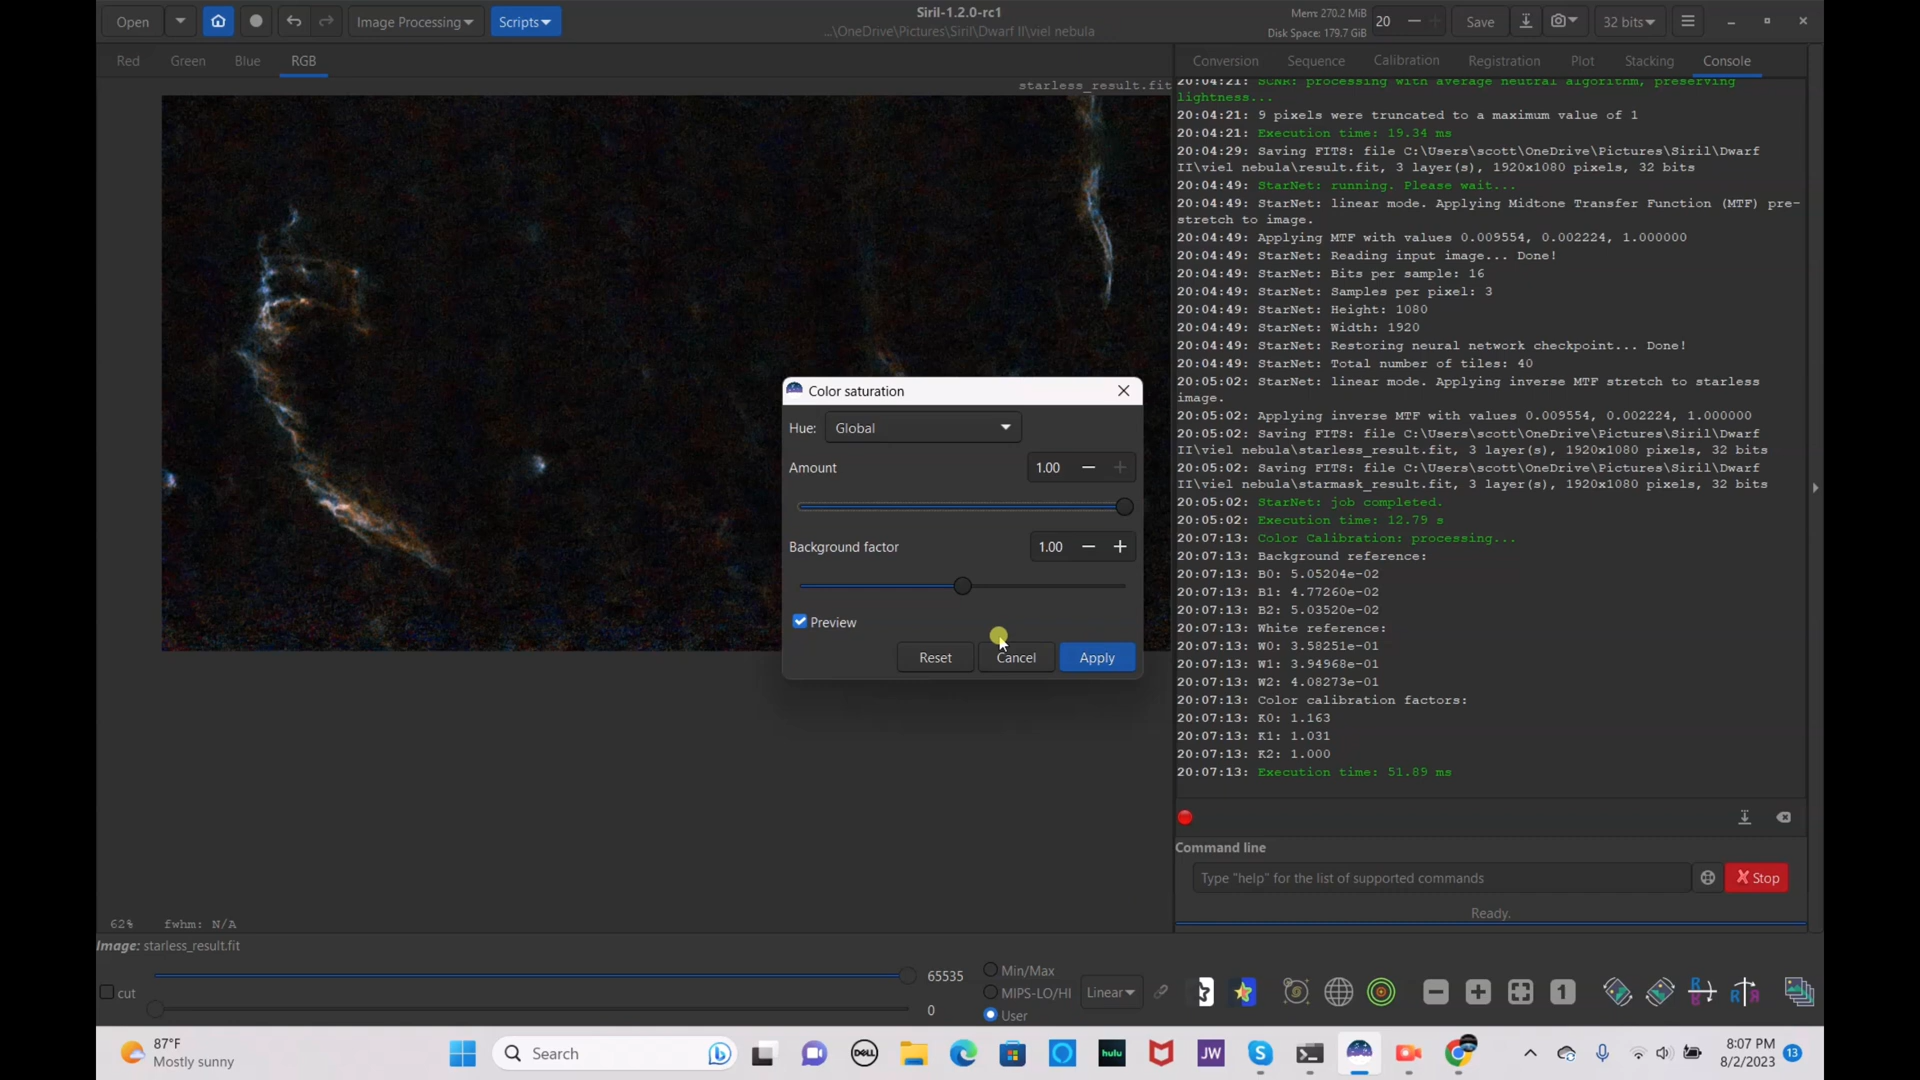 Open
Image Processing
Scripts
Siril-1.2.0-rc1
...\OneDrive\Pictures\Siril\Dwarf II\viel nebula
Mem: 270.2 MiB
Disk Space: 179.7 GiB
20
Save
32 bits
Red
Green
Blue
RGB
Conversion
Sequence
Calibration
Registration
Plot
Stacking
Console
starless_result.fit
20:04:21: SCNR: processing with average neutral algorithm, preserving
lightness...
20:04:21: 9 pixels were truncated to a maximum value of 1
20:04:21: Execution time: 19.34 ms
20:04:29: Saving FITS: file C:\Users\scott\OneDrive\Pictures\Siril\Dwarf
II\viel nebula\result.fit, 3 layer(s), 1920x1080 pixels, 32 bits
20:04:49: StarNet: running. Please wait...
20:04:49: StarNet: linear mode. Applying Midtone Transfer Function (MTF) pre-
stretch to image.
20:04:49: Applying MTF with values 0.009554, 0.002224, 1.000000
20:04:49: StarNet: Reading input image... Done!
20:04:49: StarNet: Bits per sample: 16
20:04:49: StarNet: Samples per pixel: 3
20:04:49: StarNet: Height: 1080
20:04:49: StarNet: Width: 1920
20:04:49: StarNet: Restoring neural network checkpoint... Done!
20:04:49: StarNet: Total number of tiles: 40
20:05:02: StarNet: linear mode. Applying inverse MTF stretch to starless
image.
20:05:02: Applying inverse MTF with values 0.009554, 0.002224, 1.000000
20:05:02: Saving FITS: file C:\Users\scott\OneDrive\Pictures\Siril\Dwarf
II\viel nebula\starless_result.fit, 3 layer(s), 1920x1080 pixels, 32 bits
20:05:02: Saving FITS: file C:\Users\scott\OneDrive\Pictures\Siril\Dwarf
II\viel nebula\starmask_result.fit, 3 layer(s), 1920x1080 pixels, 32 bits
20:05:02: StarNet: job completed.
20:05:02: Execution time: 12.79 s
20:07:13: Color Calibration: processing...
20:07:13: Background reference:
20:07:13: B0: 5.05204e-02
20:07:13: B1: 4.77260e-02
20:07:13: B2: 5.03520e-02
20:07:13: White reference:
20:07:13: W0: 3.58251e-01
20:07:13: W1: 3.94968e-01
20:07:13: W2: 4.08273e-01
20:07:13: Color calibration factors:
20:07:13: K0: 1.163
20:07:13: K1: 1.031
20:07:13: K2: 1.000
20:07:13: Execution time: 51.89 ms
Color saturation
Hue: Global
Amount
1.00
Background factor
1.00
Preview
Reset
Cancel
Apply
Command line
Type "help" for the list of supported commands
Stop
Ready.
62%
fwhm: N/A
Image: starless_result.fit
cut
65535
0
Min/Max
MIPS-LO/HI
User
Linear
1
87°F
Mostly sunny
Search
DELL
hulu
JW
8:07 PM
8/2/2023
13